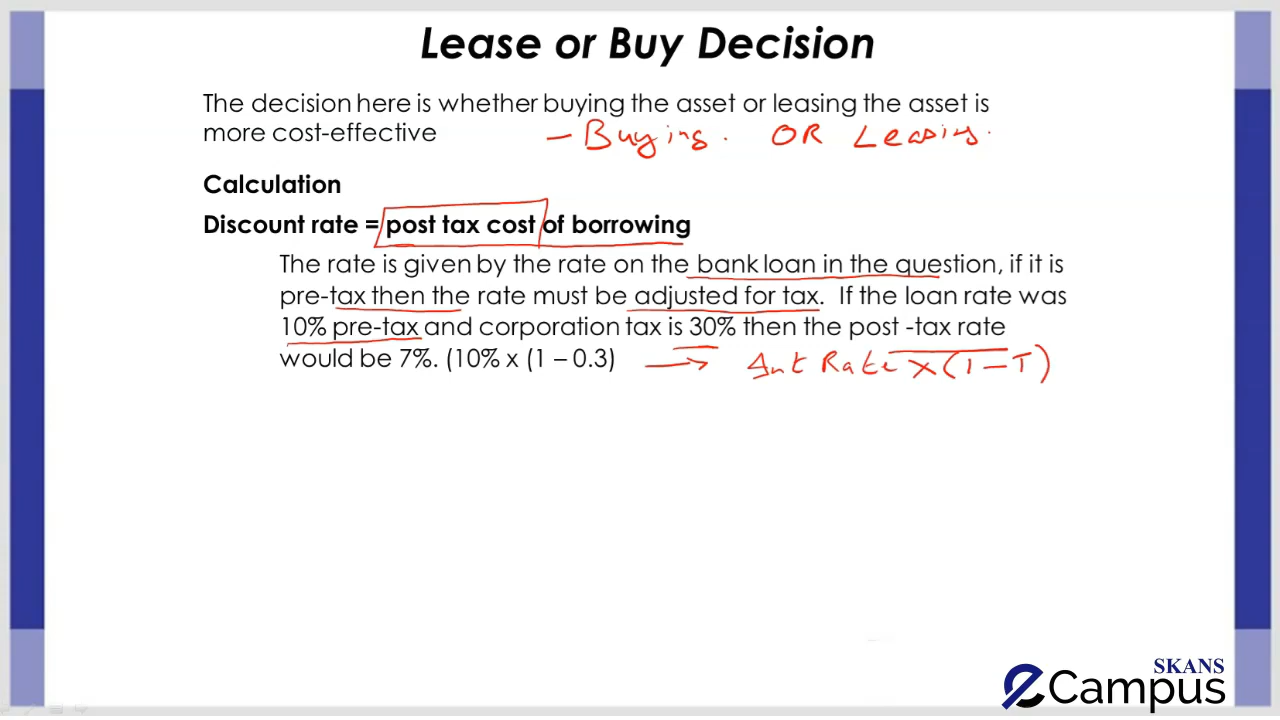 Lease or Buy Decision
The decision here is whether buying the asset or leasing the asset is
more cost-effective
- Buying. OR Leasing.
Calculation
Discount rate = post tax cost of borrowing
The rate is given by the rate on the bank loan in the question, if it is
pre-tax then the rate must be adjusted for tax. If the loan rate was
10% pre-tax and corporation tax is 30% then the post -tax rate
would be 7%. (10% x (1 – 0.3)
→ Int Rate x (1 - T)
SKANS
eCampus